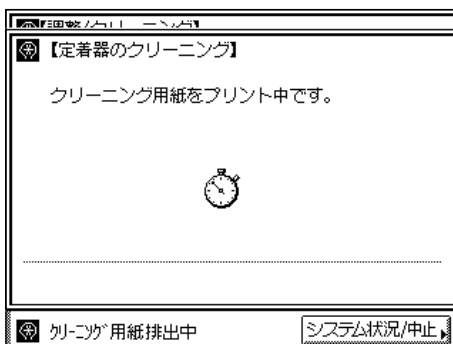 【定着器のクリーニング】
クリーニング用紙をプリント中です。
ｸﾘｰﾆﾝｸﾞ用紙排出中
システム状況/中止